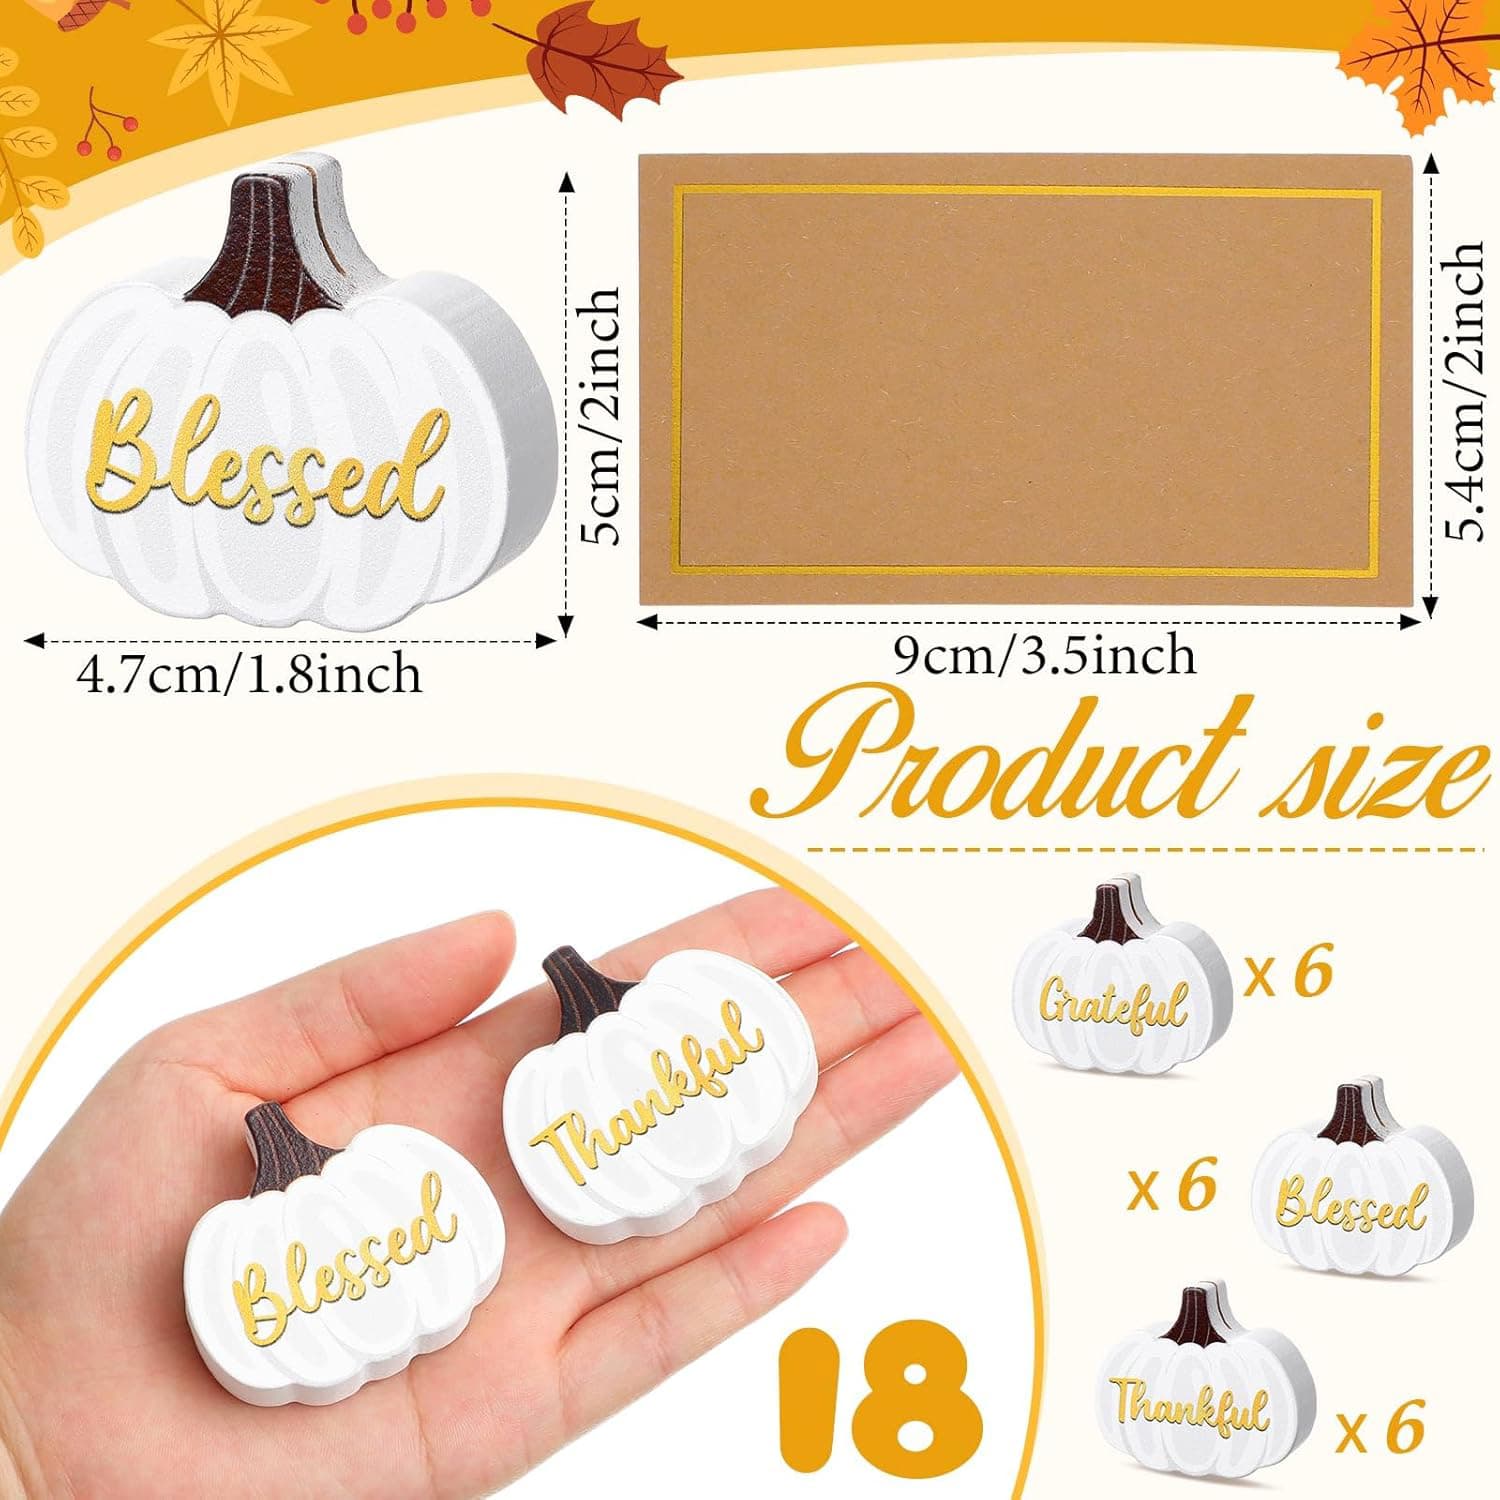 Blessed
5cm/2inch
4.7cm/1.8inch
5.4cm/2inch
9cm/3.5inch
Product size
Grateful
x 6
x 6
Blessed
Thankful
x 6
Thankful
Blessed
18